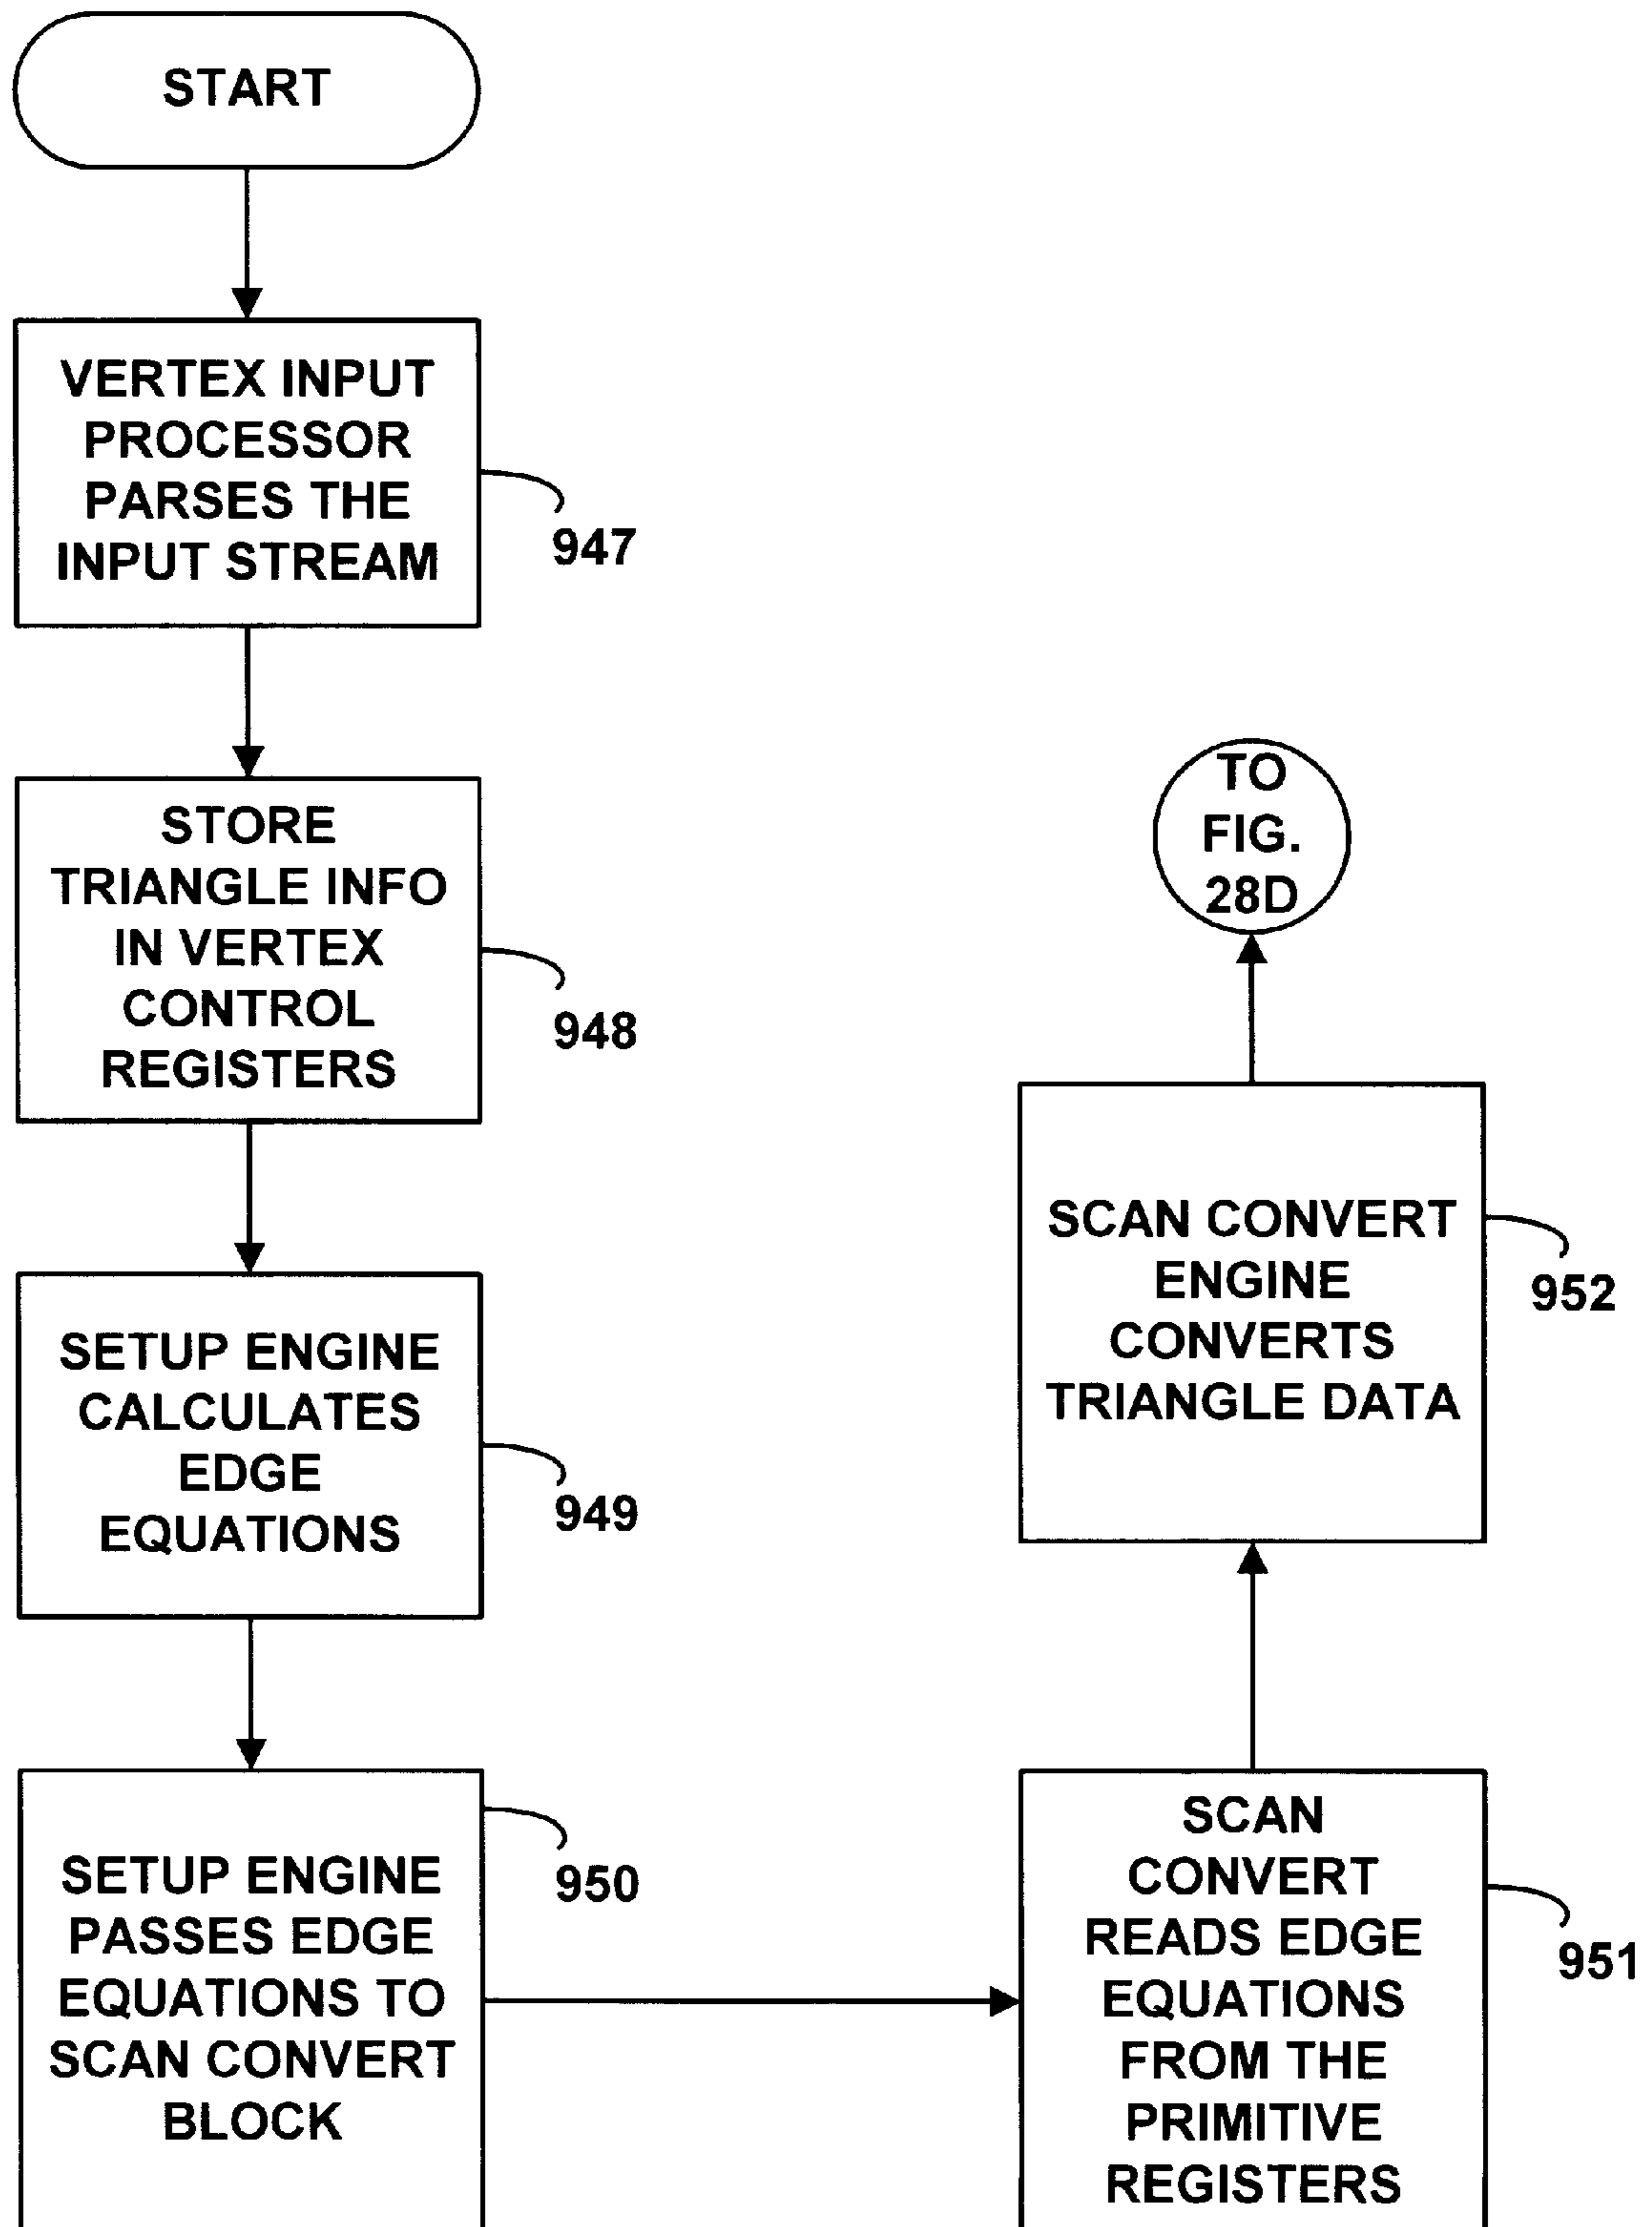 START
VERTEX INPUT
PROCESSOR
PARSES THE
INPUT STREAM
947
STORE
TRIANGLE INFO
IN VERTEX
CONTROL
REGISTERS
948
SETUP ENGINE
CALCULATES
EDGE
EQUATIONS
949
SETUP ENGINE
PASSES EDGE
EQUATIONS TO
SCAN CONVERT
BLOCK
950
SCAN
CONVERT
READS EDGE
EQUATIONS
FROM THE
PRIMITIVE
REGISTERS
951
SCAN CONVERT
ENGINE
CONVERTS
TRIANGLE DATA
952
TO
FIG.
28D